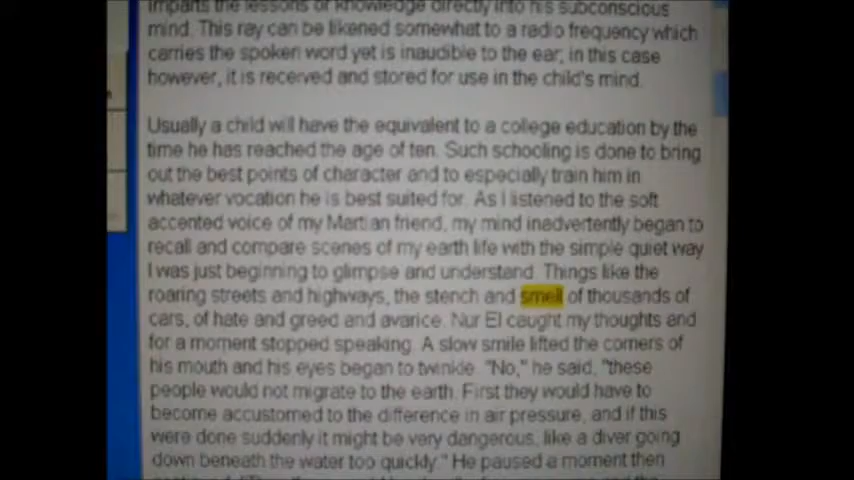 imparts the lessons or knowledge directly into his subconscious
mind. This ray can be likened somewhat to a radio frequency which
carries the spoken word yet is inaudible to the ear; in this case
however, it is recerved and stored for use in the child's mind.
Usually a child will have the equivalent to a college education by the
time he has reached the age of ten. Such schooling is done to bring
out the best points of character and to especially train him in
whatever vocation he is best suited for. As I listened to the soft
accented voice of my Martian friend, my mind inadvertently began to
recall and compare scenes of my earth life with the simple quiet way
I was just beginning to glimpse and understand. Things like the
roaring streets and highways, the stench and smell of thousands of
cars, of hate and greed and avarice. Nur El caught my thoughts and
for a moment stopped speaking. A slow smile lifted the corners of
his mouth and his eyes began to twinkle. "No," he said, "these
people would not migrate to the earth. First they would have to
become accustomed to the difference in air pressure, and if this
were done suddenly it might be very dangerous, like a diver going
down beneath the water too quickly." He paused a moment then